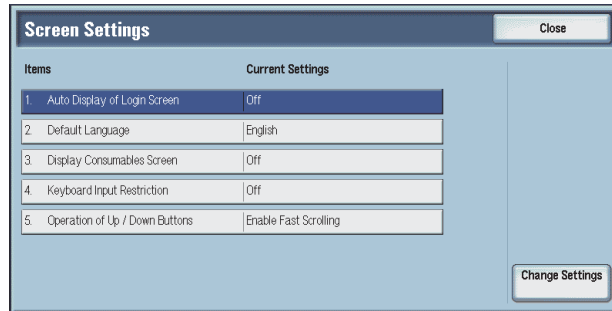 Screen Settings
Close
Items Current Settings
1. Auto Display of Login Screen Off
2. Default Language English
3. Display Consumables Screen Off
4. Keyboard Input Restriction Off
5. Operation of Up / Down Buttons Enable Fast Scrolling
Change Settings